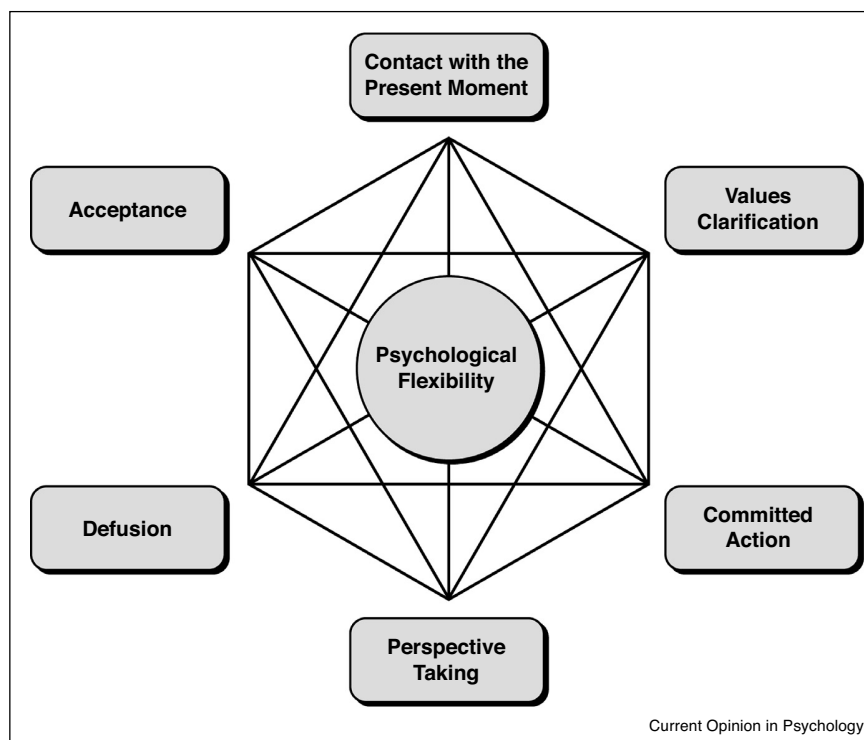 Contact with the
Present Moment
Acceptance
Values
Clarification
Psychological
Flexibility
Defusion
Committed
Action
Perspective
Taking
Current Opinion in Psychology